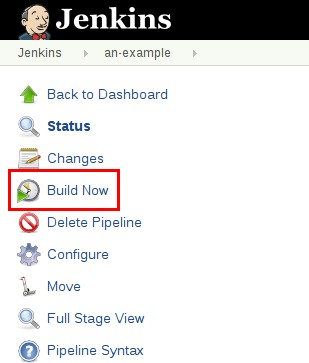 Jenkins
Jenkins an-example
Back to Dashboard
Status
Changes
Build Now
Delete Pipeline
Configure
Move
Full Stage View
Pipeline Syntax